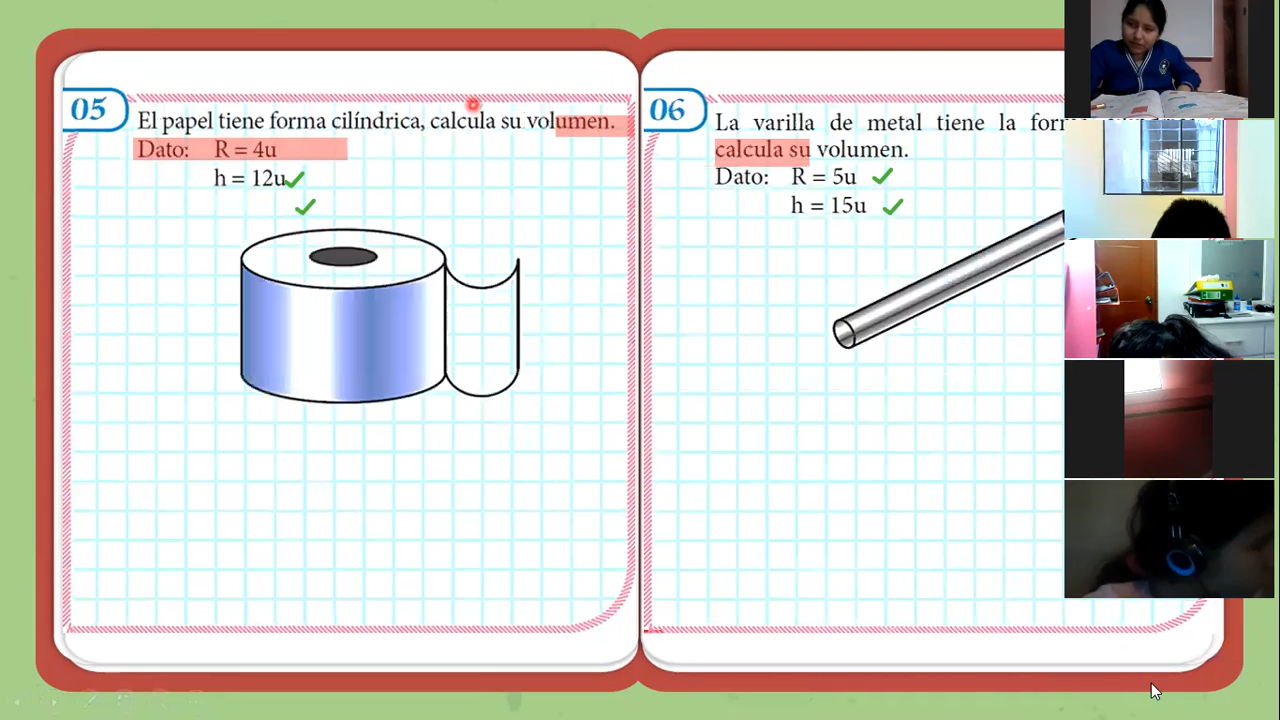 05
El papel tiene forma cilíndrica, calcula su volumen.
Dato: R = 4u
h = 12u
06
La varilla de metal tiene la
calcula su volumen.
Dato: R = 5u
h = 15u